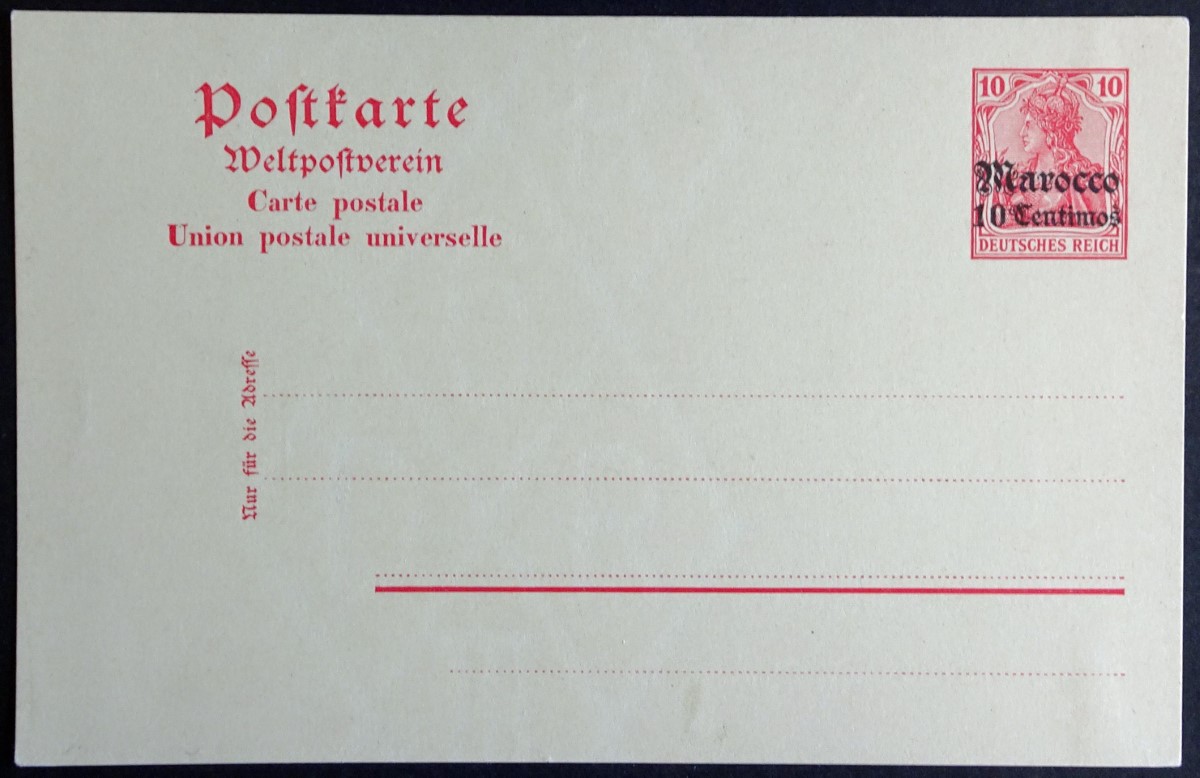 Poſtkarte
Weltpoſtverein
Carte postale
Union postale universelle
10 10
Marocco
10 Centimos
DEUTSCHES REICH
Nur für die Adreſſe